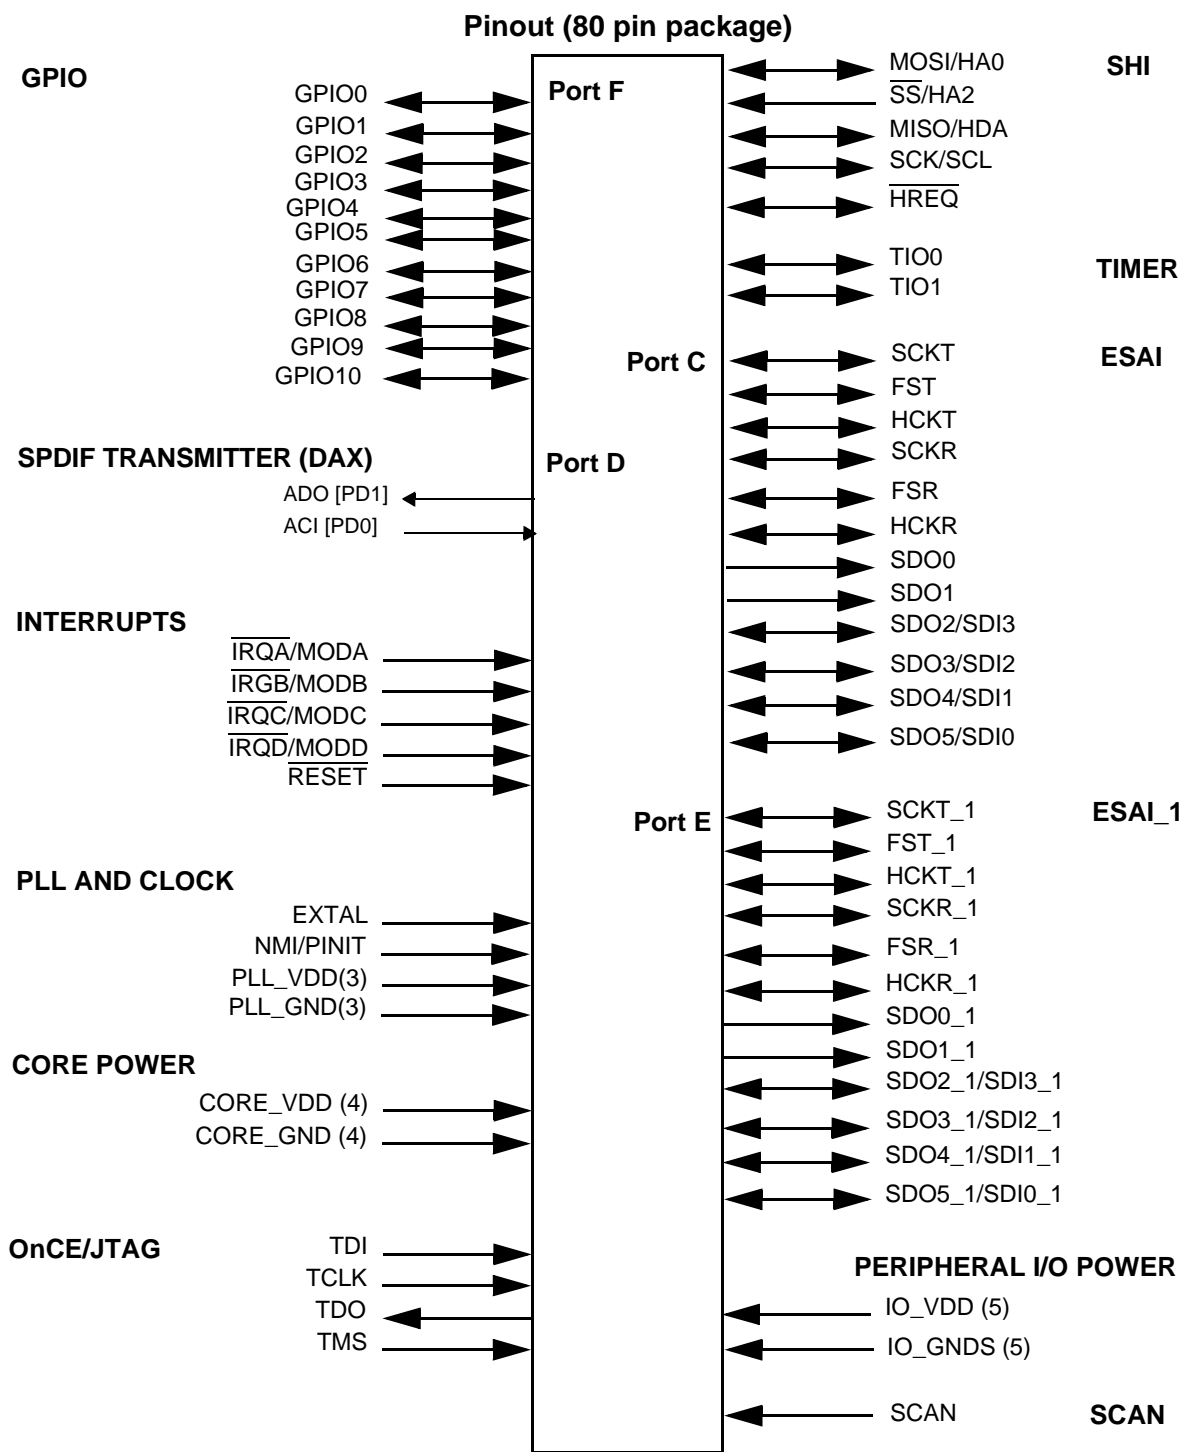 Pinout (80 pin package)
GPIO
Port F
GPIO0
GPIO1
GPIO2
GPIO3
GPIO4
GPIO5
GPIO6
GPIO7
GPIO8
GPIO9
GPIO10
SPDIF TRANSMITTER (DAX)
Port D
ADO [PD1]
ACI [PD0]
INTERRUPTS
IRQA/MODA
IRGB/MODB
IRQC/MODC
IRQD/MODD
RESET
PLL AND CLOCK
EXTAL
NMI/PINIT
PLL_VDD(3)
PLL_GND(3)
CORE POWER
CORE_VDD (4)
CORE_GND (4)
OnCE/JTAG
TDI
TCLK
TDO
TMS
SHI
MOSI/HA0
SS/HA2
MISO/HDA
SCK/SCL
HREQ
TIMER
TIO0
TIO1
Port C
ESAI
SCKT
FST
HCKT
SCKR
FSR
HCKR
SDO0
SDO1
SDO2/SDI3
SDO3/SDI2
SDO4/SDI1
SDO5/SDI0
Port E
ESAI_1
SCKT_1
FST_1
HCKT_1
SCKR_1
FSR_1
HCKR_1
SDO0_1
SDO1_1
SDO2_1/SDI3_1
SDO3_1/SDI2_1
SDO4_1/SDI1_1
SDO5_1/SDI0_1
PERIPHERAL I/O POWER
IO_VDD (5)
IO_GNDS (5)
SCAN
SCAN